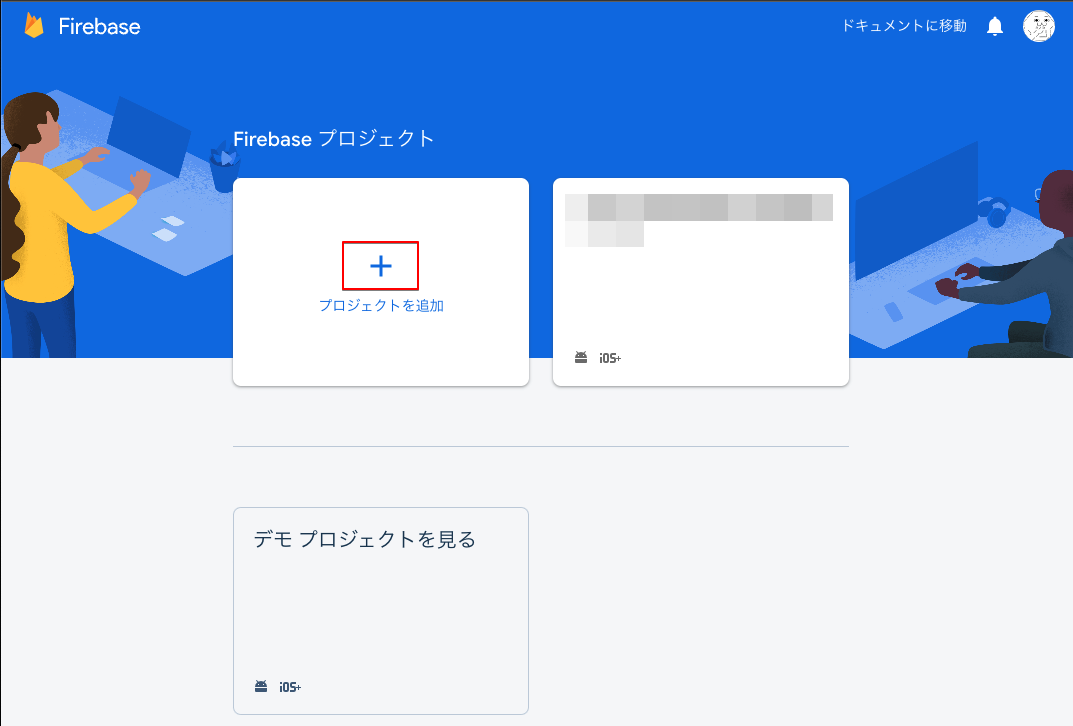 Firebase
ドキュメントに移動
Firebase プロジェクト
プロジェクトを追加
iOS+
デモ プロジェクトを見る
iOS+